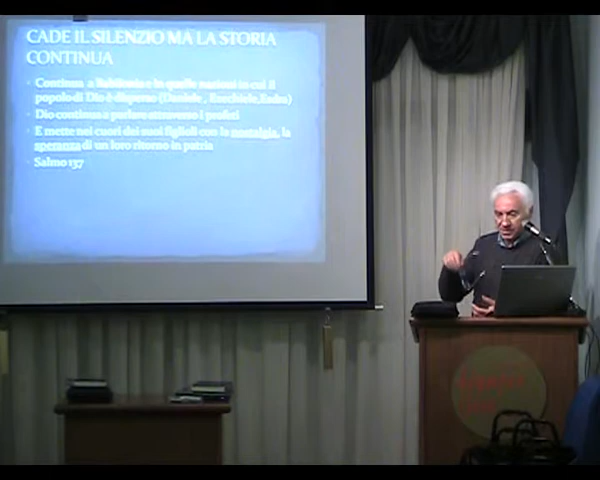 CADE IL SILENZIO MA LA STORIA
CONTINUA
Continua a Babilonia e in quelle nazioni in cui il
popolo di Dio è disperso (Daniele , Ezechiele,Esdra)
Dio continua a parlare attraverso i profeti
E mette nei cuori dei suoi figlioli con la nostalgia, la
speranza di un loro ritorno in patria
Salmo 137